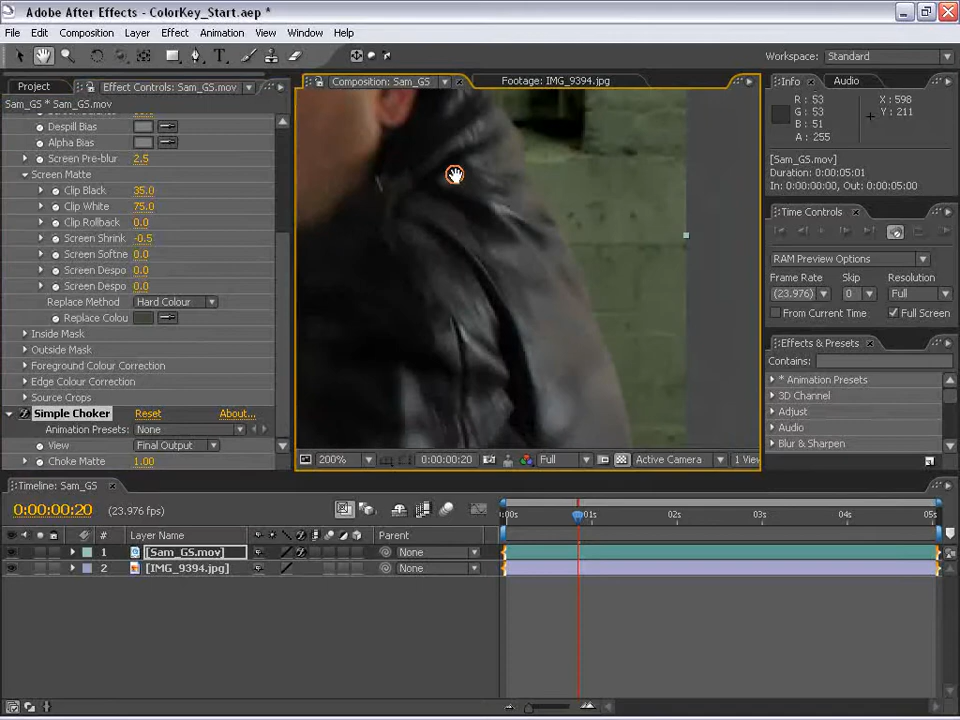 Adobe After Effects - ColorKey_Start.aep *
File Edit Composition Layer Effect Animation View Window Help
Workspace: Standard
Project Effect Controls: Sam_GS.mov
Composition: Sam_GS Footage: IMG_9394.jpg
Info Audio
Sam_GS * Sam_GS.mov
Despill Bias
Alpha Bias
Screen Pre-blur 2.5
Screen Matte
Clip Black 35.0
Clip White 75.0
Clip Rollback 0.0
Screen Shrink -0.5
Screen Softne 0.0
Screen Despo 0.0
Screen Despo 0.0
Replace Method Hard Colour
Replace Colou
Inside Mask
Outside Mask
Foreground Colour Correction
Edge Colour Correction
Source Crops
Simple Choker Reset About...
Animation Presets: None
View Final Output
Choke Matte 1.00
200% 0:00:00:20 Full Active Camera 1 View
R: 53 X: 598
G: 53 Y: 211
B: 51
A: 255
[Sam_GS.mov]
Duration: 0:00:05:01
In: 0:00:00:00, Out: 0:00:05:00
Time Controls
RAM Preview Options
Frame Rate Skip Resolution
(23.976) 0 Full
From Current Time Full Screen
Effects & Presets
Contains:
* Animation Presets
3D Channel
Adjust
Audio
Blur & Sharpen
Timeline: Sam_GS
0:00:00:20 (23.976 fps)
:00s 01s 02s 03s 04s 05s
# Layer Name Parent
1 [Sam_GS.mov] None
2 [IMG_9394.jpg] None